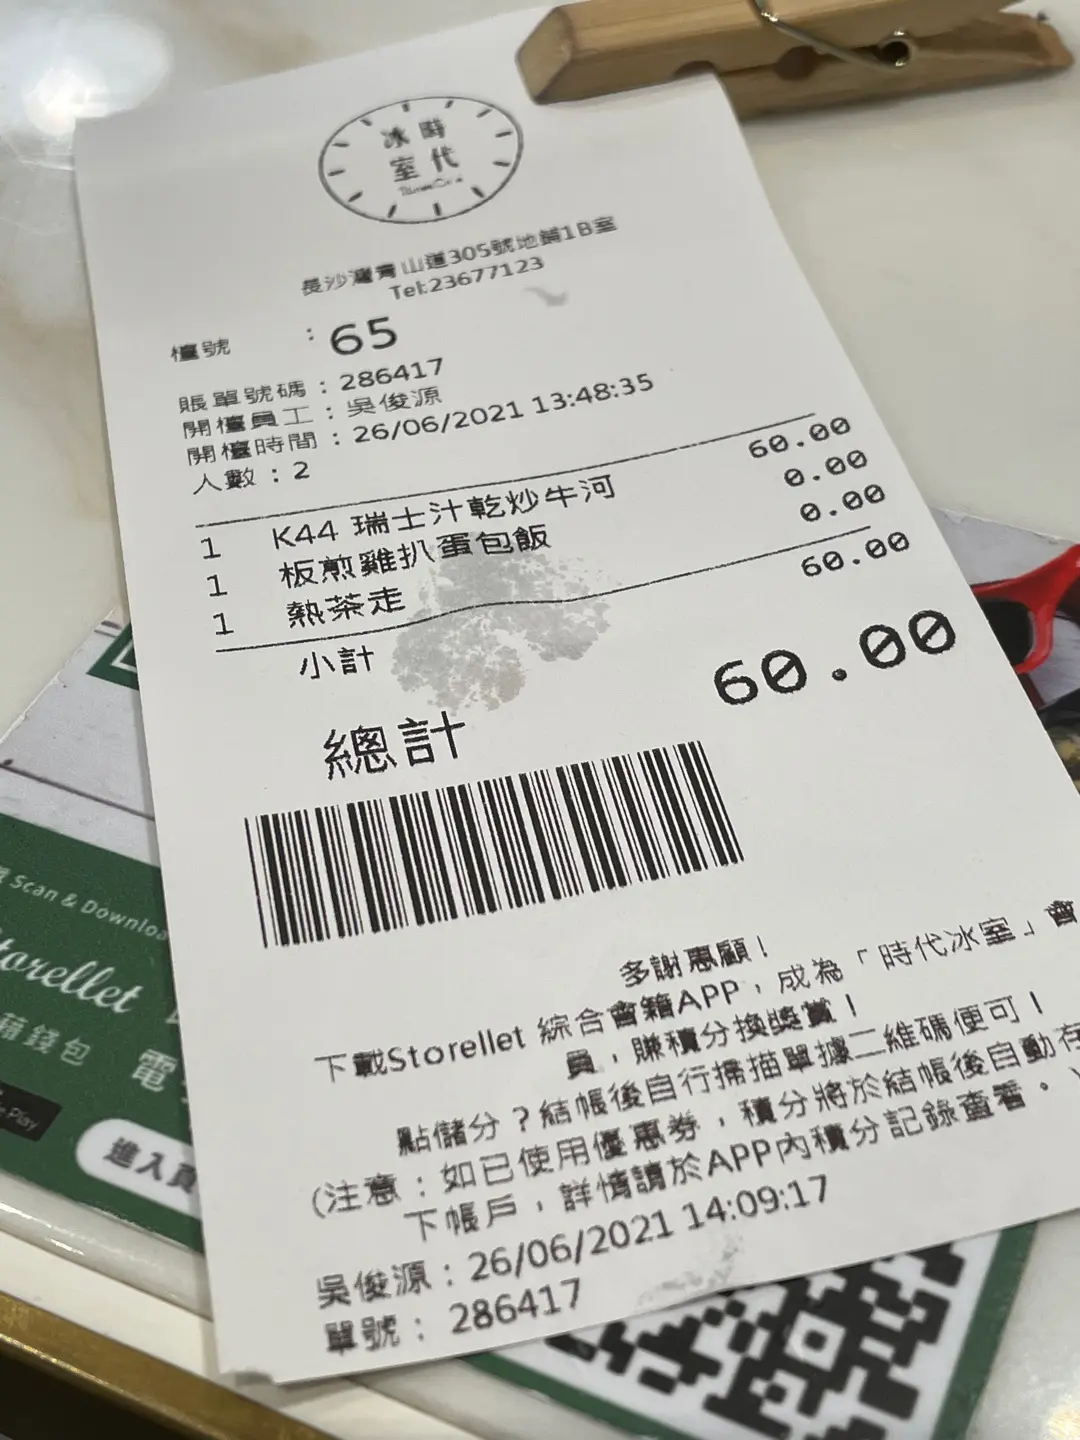 時代
冰室
長沙灣青山道305號地鋪1B室
Tel:23677123
檯號 : 65
賬單號碼 : 286417
開檯員工 : 吳俊源
開檯時間 : 26/06/2021 13:48:35
人數 : 2
1 K44 瑞士汁乾炒牛河 60.00
1 板煎雞扒蛋包飯 0.00
1 熱茶走 0.00
小計 60.00
總計 60.00
多謝惠顧！
下載Storellet 綜合會籍APP，成為「時代冰室」會
員，賺積分換獎賞！
點儲分？結帳後自行掃描單據二維碼便可！
(注意：如已使用優惠券，積分將於結帳後自動存
下帳戶，詳情請於APP內積分記錄查看。)
吳俊源 : 26/06/2021 14:09:17
單號 : 286417
Scan & Downloa
torellet
錢包
電
Play
進入頁